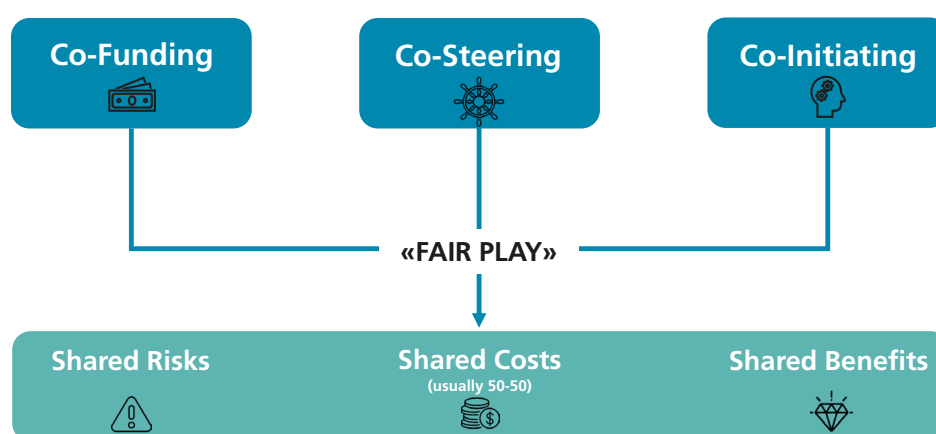 Co-Funding
Co-Steering
Co-Initiating
«FAIR PLAY»
Shared Risks
Shared Costs
(usually 50-50)
Shared Benefits